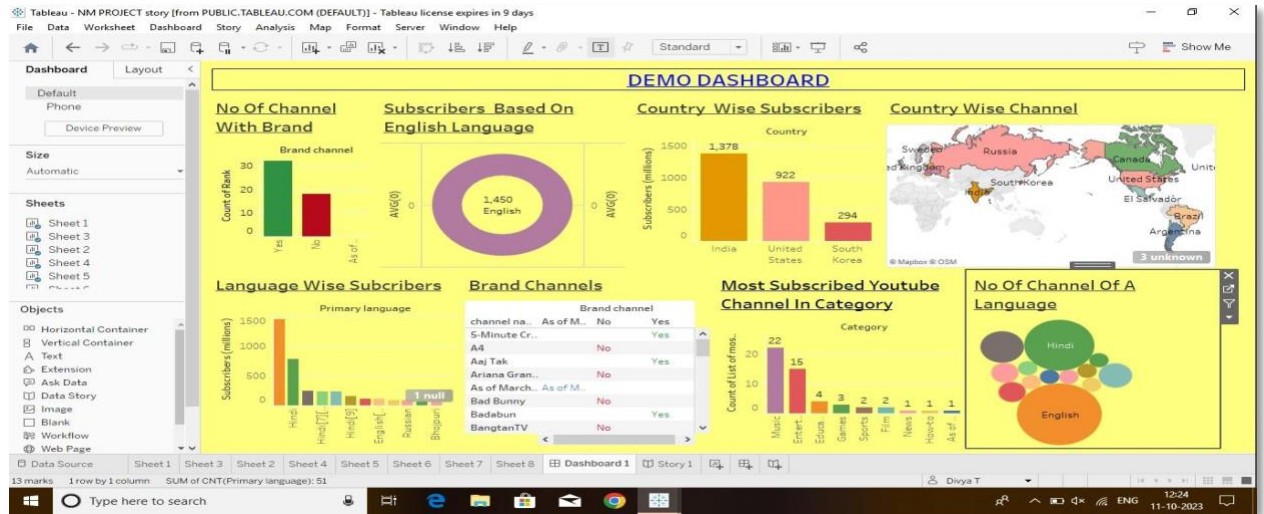 Tableau - NM PROJECT story [from PUBLIC.TABLEAU.COM (DEFAULT)] - Tableau license expires in 9 days
File Data Worksheet Dashboard Story Analysis Map Format Server Window Help
Standard
Show Me
Dashboard Layout
Default
Phone
Device Preview
Size
Automatic
Sheets
Sheet 1
Sheet 3
Sheet 2
Sheet 4
Sheet 5
Objects
Horizontal Container
Vertical Container
Text
Extension
Ask Data
Data Story
Image
Blank
Workflow
Web Page
DEMO DASHBOARD
No Of Channel
With Brand
Brand channel
Count of Rank
30
20
10
0
Yes
No
As of..
Subscribers Based On
English Language
AVG(0)
0
1,450
English
0
AVG(0)
Country Wise Subscribers
Country
Subscribers (millions)
1500
1000
500
0
1,378
922
294
India
United
States
South
Korea
Country Wise Channel
Russia
Canada
South Korea
United States
India
El Salvador
Brazil
Argentina
© Mapbox © OSM
3 unknown
Language Wise Subcribers
Primary language
Subscribers (millions)
1500
1000
500
0
1 null
Hindi
Hindi[7][..
Hindi[9]
English[..
Russian
Bhojpuri
Brand Channels
Brand channel
channel na.. As of M.. No Yes
5-Minute Cr.. Yes
A4 No
Aaj Tak Yes
Ariana Gran.. No
As of March.. As of M..
Bad Bunny No
Badabun Yes
BangtanTV No
Most Subscribed Youtube
Channel In Category
Category
Count of List of mos..
20
10
0
22
15
4
3
2
2
1
1
1
Music
Entert..
Educa..
Games
Sports
Film
News
How-to
As of ..
No Of Channel Of A
Language
Hindi
English
Data Source Sheet 1 Sheet 3 Sheet 2 Sheet 4 Sheet 5 Sheet 6 Sheet 7 Sheet 8 Dashboard 1 Story 1
13 marks 1 row by 1 column SUM of CNT(Primary language): 51
Divya T
Type here to search
ENG
12:24
11-10-2023